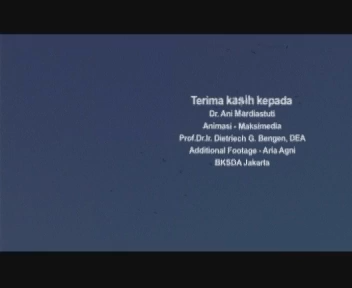 Terima kasih kepada
Dr. Ani Mardiastuti
Animasi - Maksimedia
Prof.Dr.Ir. Dietriech G. Bengen, DEA
Additional Footage - Aria Agni
BKSDA Jakarta